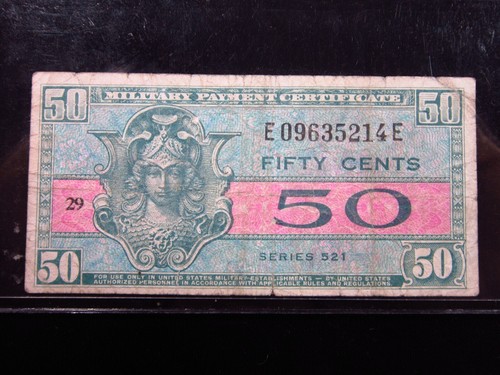 MILITARY PAYMENT CERTIFICATE
50 50
E09635214E
FIFTY CENTS
29 50
SERIES 521
50 50
FOR USE ONLY IN UNITED STATES MILITARY ESTABLISHMENTS — BY UNITED STATES
AUTHORIZED PERSONNEL IN ACCORDANCE WITH APPLICABLE RULES AND REGULATIONS.